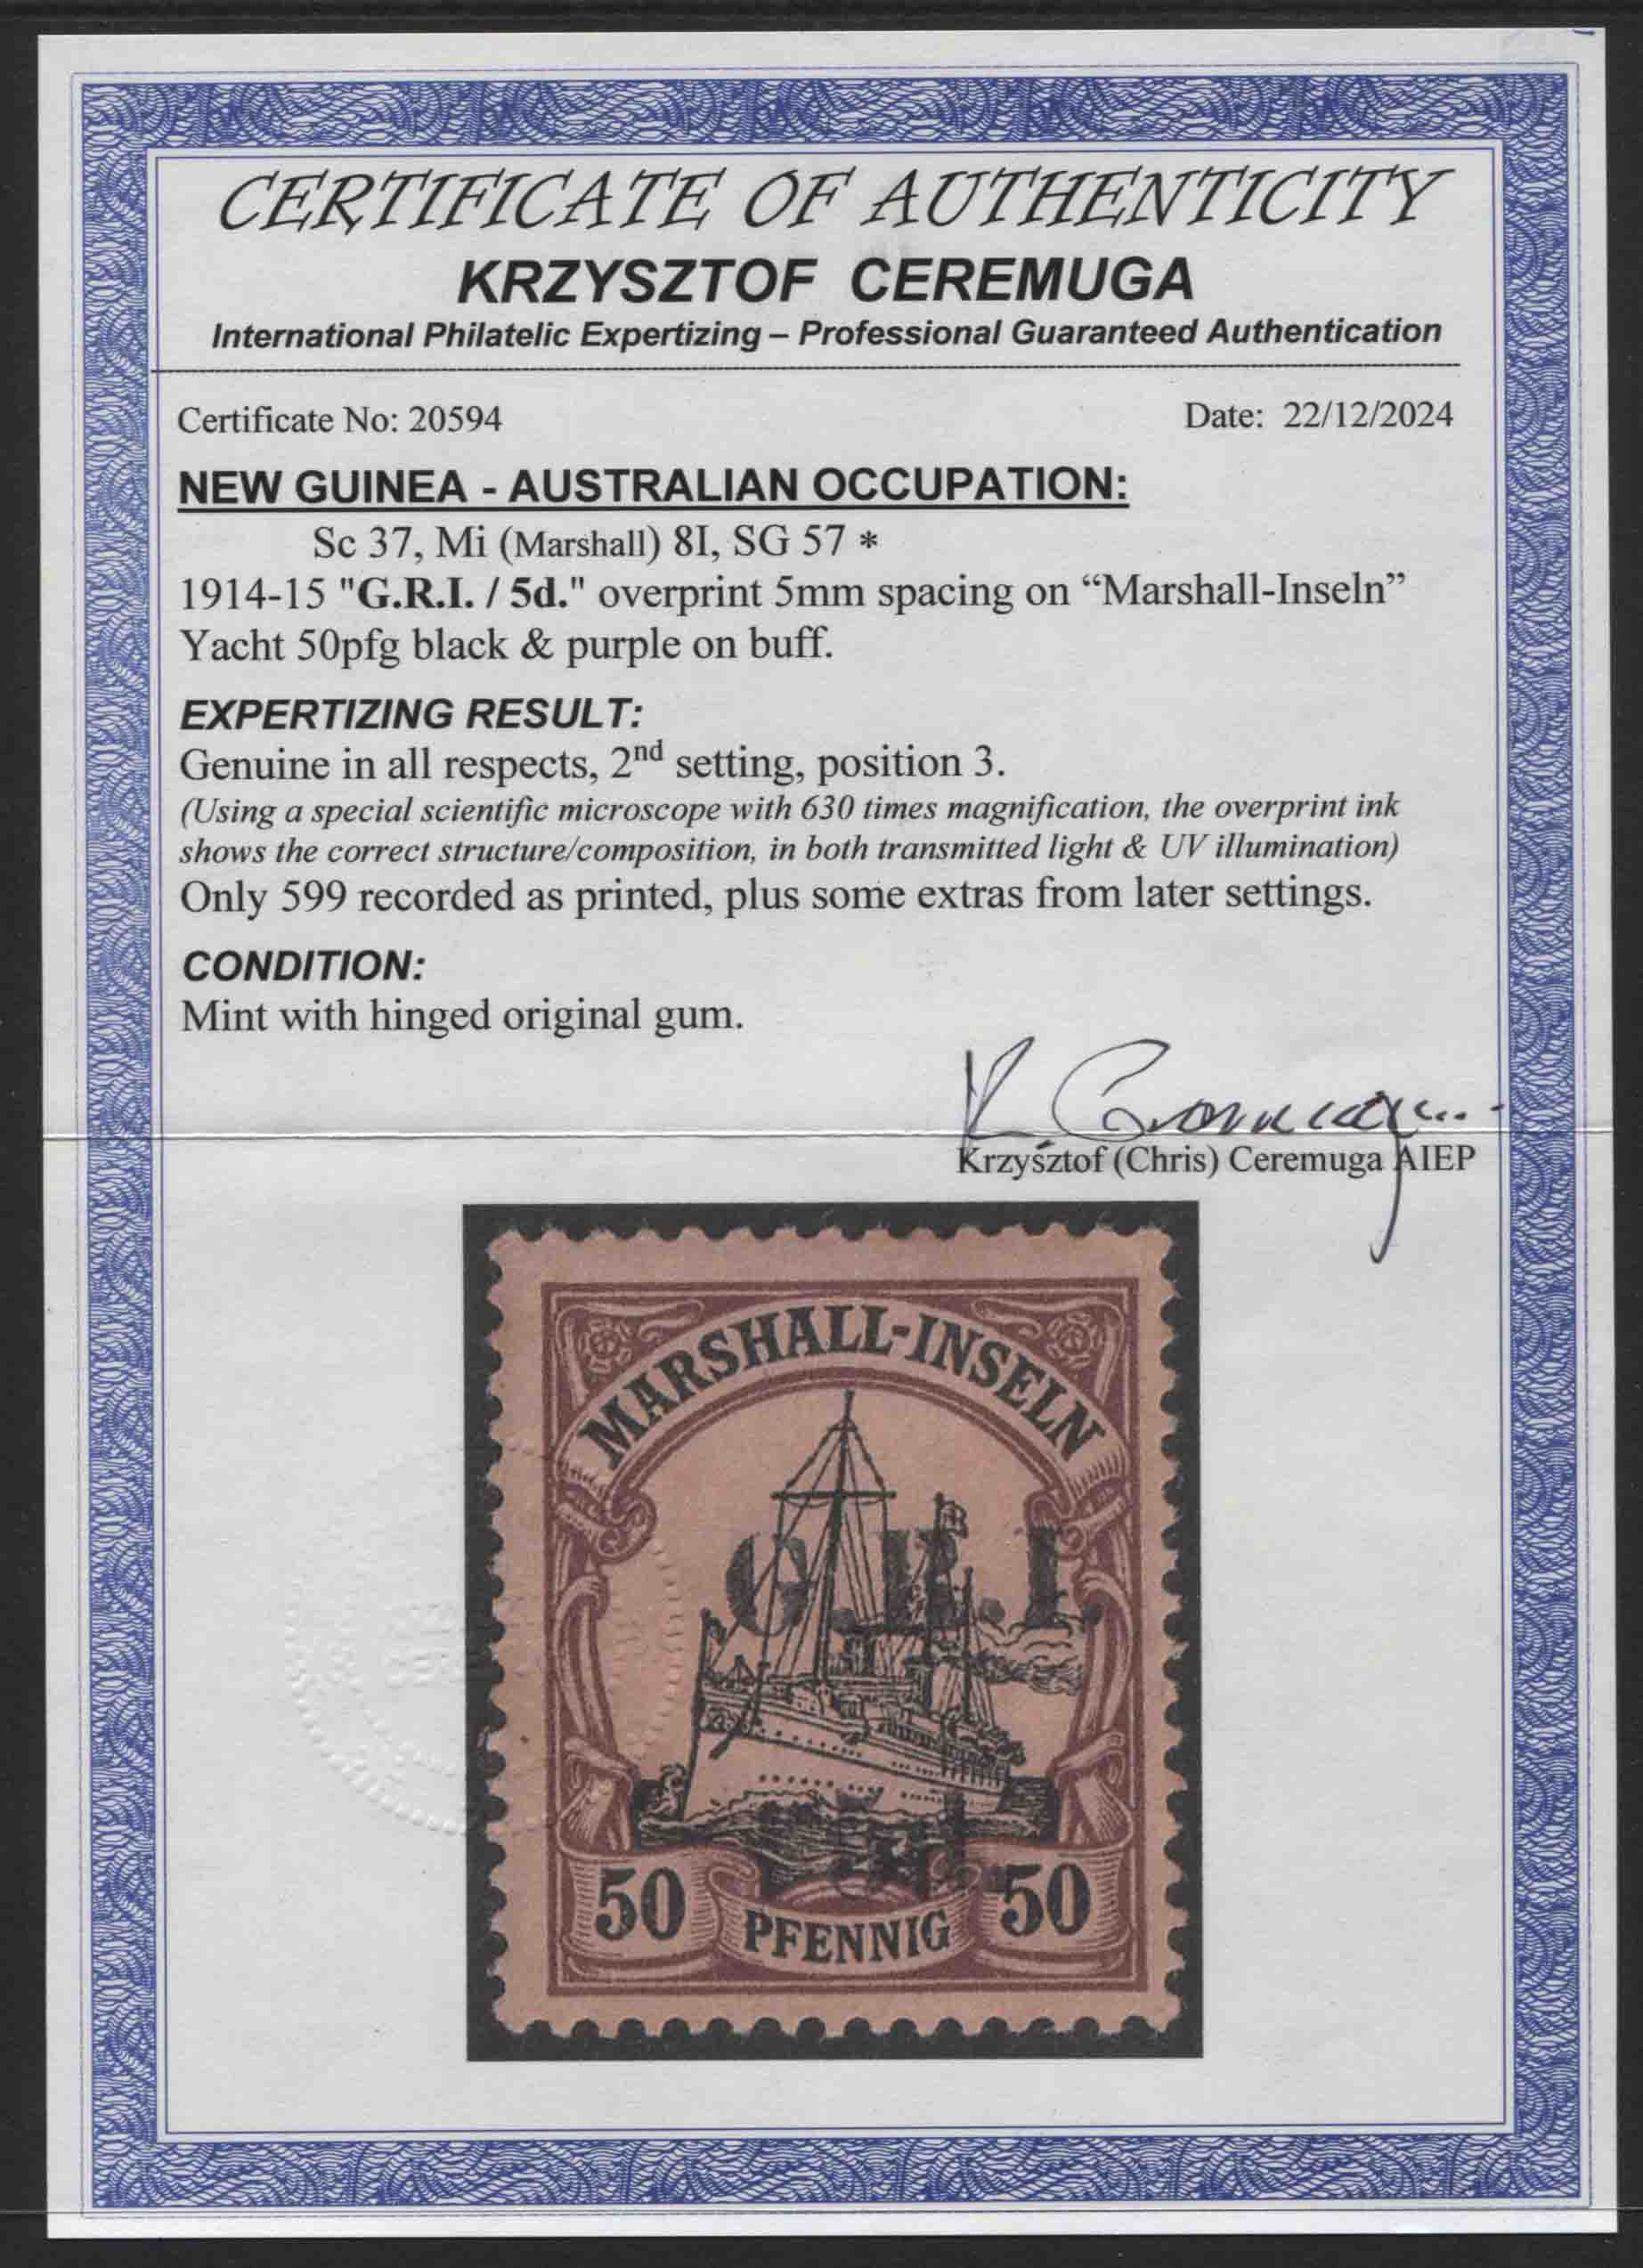 CERTIFICATE OF AUTHENTICITY
KRZYSZTOF CEREMUGA
International Philatelic Expertizing – Professional Guaranteed Authentication
Certificate No: 20594
Date: 22/12/2024
NEW GUINEA - AUSTRALIAN OCCUPATION:
Sc 37, Mi (Marshall) 8I, SG 57 *
1914-15 "G.R.I. / 5d." overprint 5mm spacing on “Marshall-Inseln”
Yacht 50pfg black & purple on buff.
EXPERTIZING RESULT:
Genuine in all respects, 2nd setting, position 3.
(Using a special scientific microscope with 630 times magnification, the overprint ink
shows the correct structure/composition, in both transmitted light & UV illumination)
Only 599 recorded as printed, plus some extras from later settings.
CONDITION:
Mint with hinged original gum.
K Ceremuga
Krzysztof (Chris) Ceremuga AIEP
MARSHALL-INSELN
G.R.I.
5d.
50 PFENNIG 50